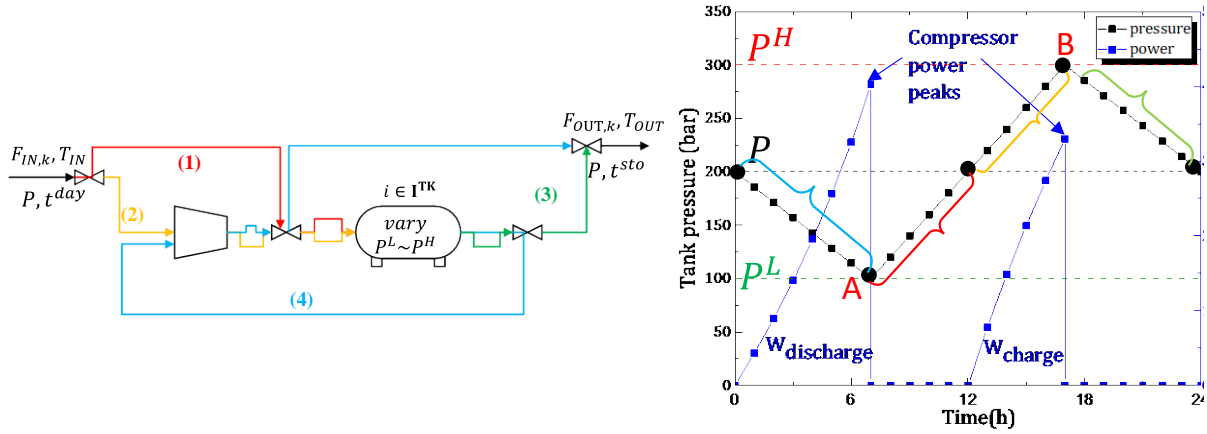 F_{IN,k}, T_{IN}
P, t^{day}
(1)
(2)
F_{OUT,k}, T_{OUT}
P, t^{sto}
(3)
i ∈ I^{TK}
vary
P^L~P^H
(4)
350
300
250
200
150
100
50
0
Tank pressure (bar)
P^H
P
P^L
A
B
Compressor
power
peaks
pressure
power
W_{discharge}
W_{charge}
0
6
12
18
24
Time(h)